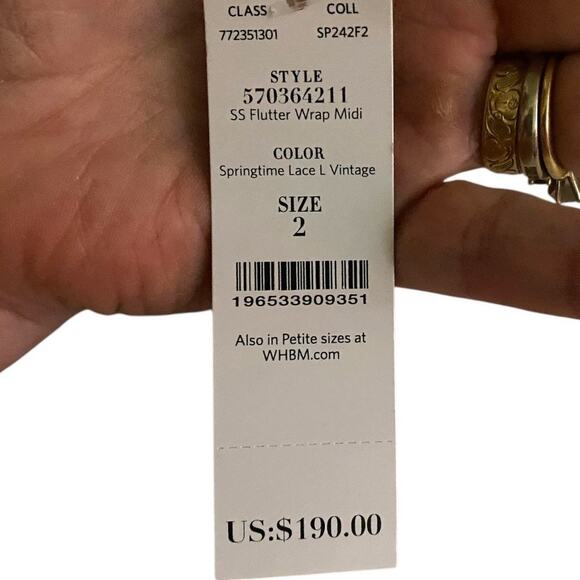 CLASS COLL
772351301 SP242F2
STYLE
570364211
SS Flutter Wrap Midi
COLOR
Springtime Lace L Vintage
SIZE
2
196533909351
Also in Petite sizes at
WHBM.com
US:$190.00